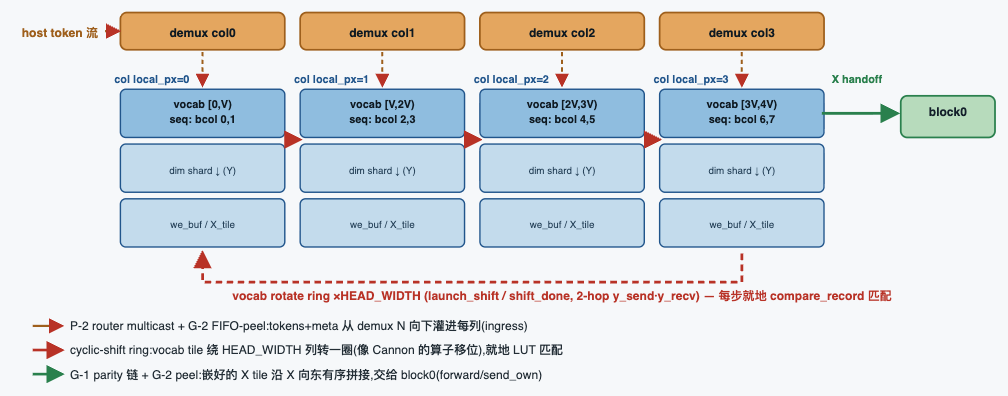 host token 流
demux col0
demux col1
demux col2
demux col3
col local_px=0
col local_px=1
col local_px=2
col local_px=3
X handoff
vocab [0,V)
seq: bcol 0,1
vocab [V,2V)
seq: bcol 2,3
vocab [2V,3V)
seq: bcol 4,5
vocab [3V,4V)
seq: bcol 6,7
block0
dim shard ↓ (Y)
dim shard ↓ (Y)
dim shard ↓ (Y)
dim shard ↓ (Y)
we_buf / X_tile
we_buf / X_tile
we_buf / X_tile
we_buf / X_tile
vocab rotate ring ×HEAD_WIDTH (launch_shift / shift_done, 2-hop y_send·y_recv) — 每步就地 compare_record 匹配
P-2 router multicast + G-2 FIFO-peel:tokens+meta 从 demux N 向下灌进每列(ingress)
cyclic-shift ring:vocab tile 绕 HEAD_WIDTH 列转一圈(像 Cannon 的算子移位),就地 LUT 匹配
G-1 parity 链 + G-2 peel:嵌好的 X tile 沿 X 向东有序拼接,交给 block0(forward/send_own)